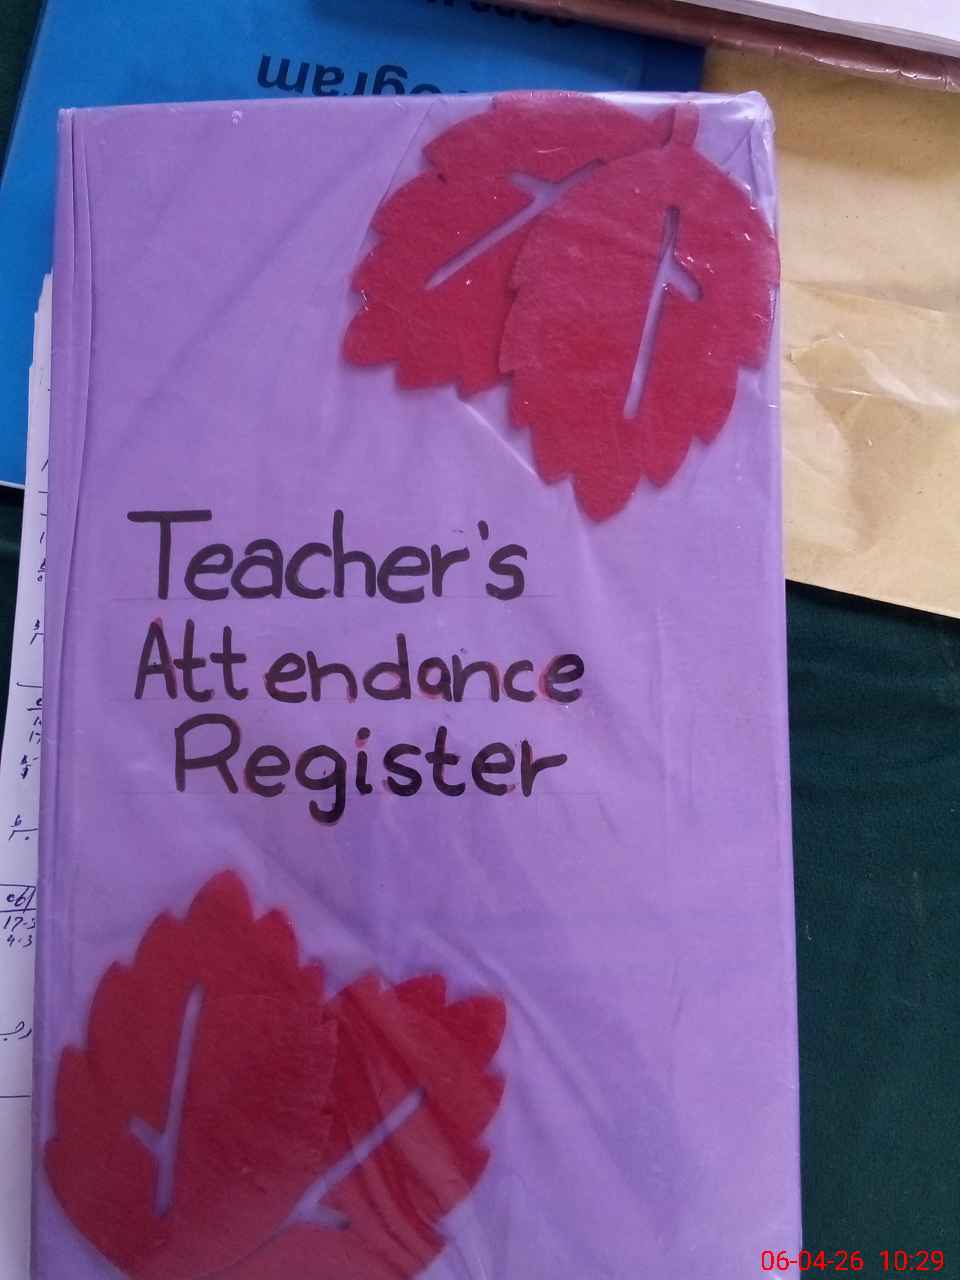 Teacher's
Attendance
Register
06-04-26 10:29